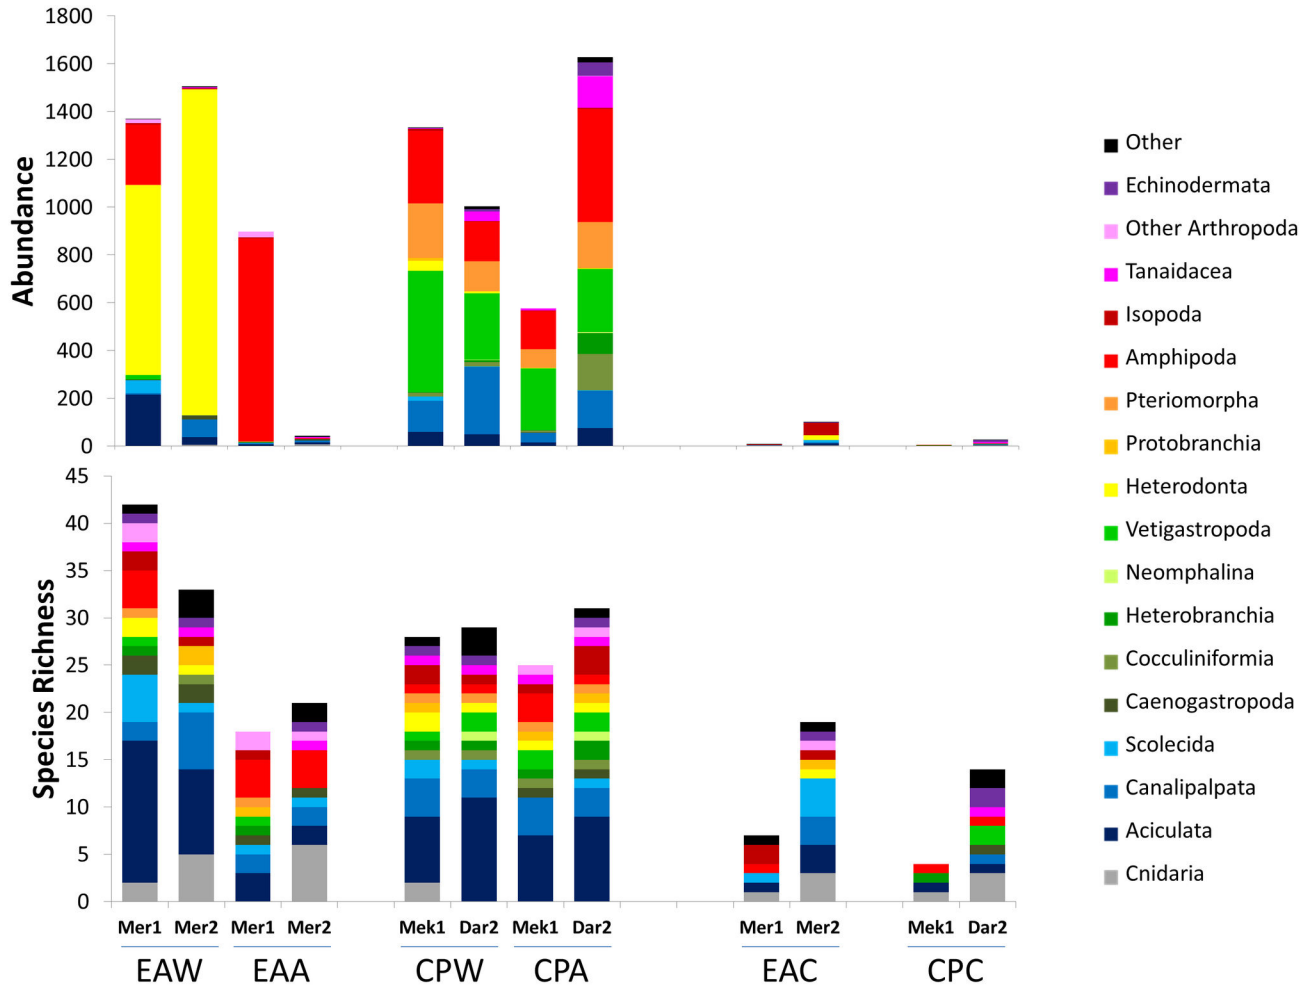 Abundance
1800
1600
1400
1200
1000
800
600
400
200
0
Species Richness
45
40
35
30
25
20
15
10
5
0
Mer1 Mer2 Mer1 Mer2 Mek1 Dar2 Mek1 Dar2 Mer1 Mer2 Mek1 Dar2
EAW EAA CPW CPA EAC CPC
Other
Echinodermata
Other Arthropoda
Tanaidacea
Isopoda
Amphipoda
Pteriomorpha
Protobranchia
Heterodonta
Vetigastropoda
Neomphalina
Heterobranchia
Cocculiniformia
Caenogastropoda
Scolecida
Canalipalpata
Aciculata
Cnidaria